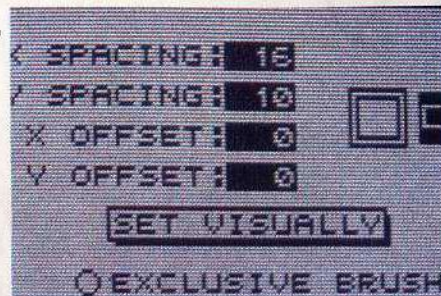 X SPACING: 16
Y SPACING: 10
X OFFSET: 0
Y OFFSET: 0
SET VISUALLY
EXCLUSIVE BRUSH